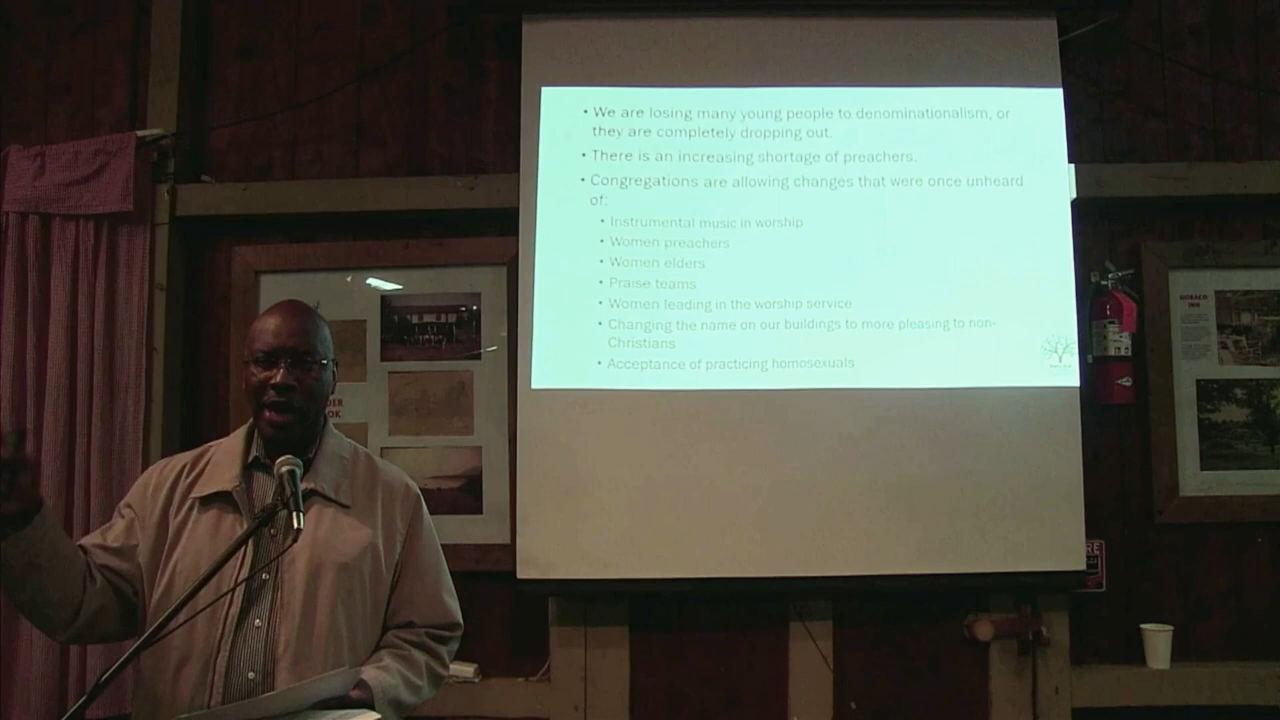 • We are losing many young people to denominationalism, or
they are completely dropping out.
• There is an increasing shortage of preachers.
• Congregations are allowing changes that were once unheard
of:
• Instrumental music in worship
• Women preachers
• Women elders
• Praise teams
• Women leading in the worship service
• Changing the name on our buildings to more pleasing to non-
Christians
• Acceptance of practicing homosexuals
INN